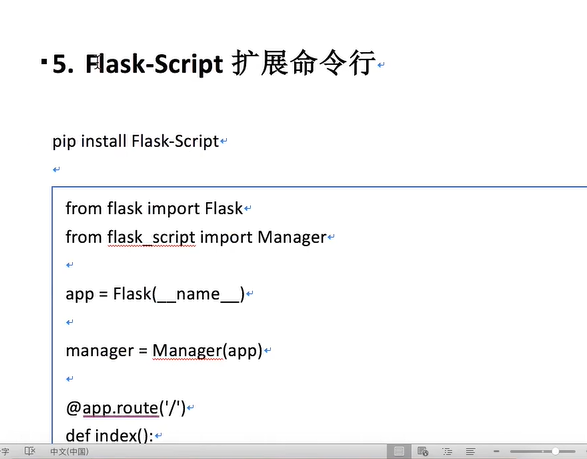 5. Flask-Script 扩展命令行
pip install Flask-Script
from flask import Flask
from flask_script import Manager
app = Flask(__name__)
manager = Manager(app)
@app.route('/')
def index():
字
中文(中国)